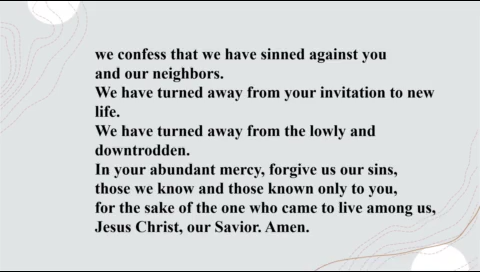 we confess that we have sinned against you
and our neighbors.
We have turned away from your invitation to new
life.
We have turned away from the lowly and
downtrodden.
In your abundant mercy, forgive us our sins,
those we know and those known only to you,
for the sake of the one who came to live among us,
Jesus Christ, our Savior. Amen.